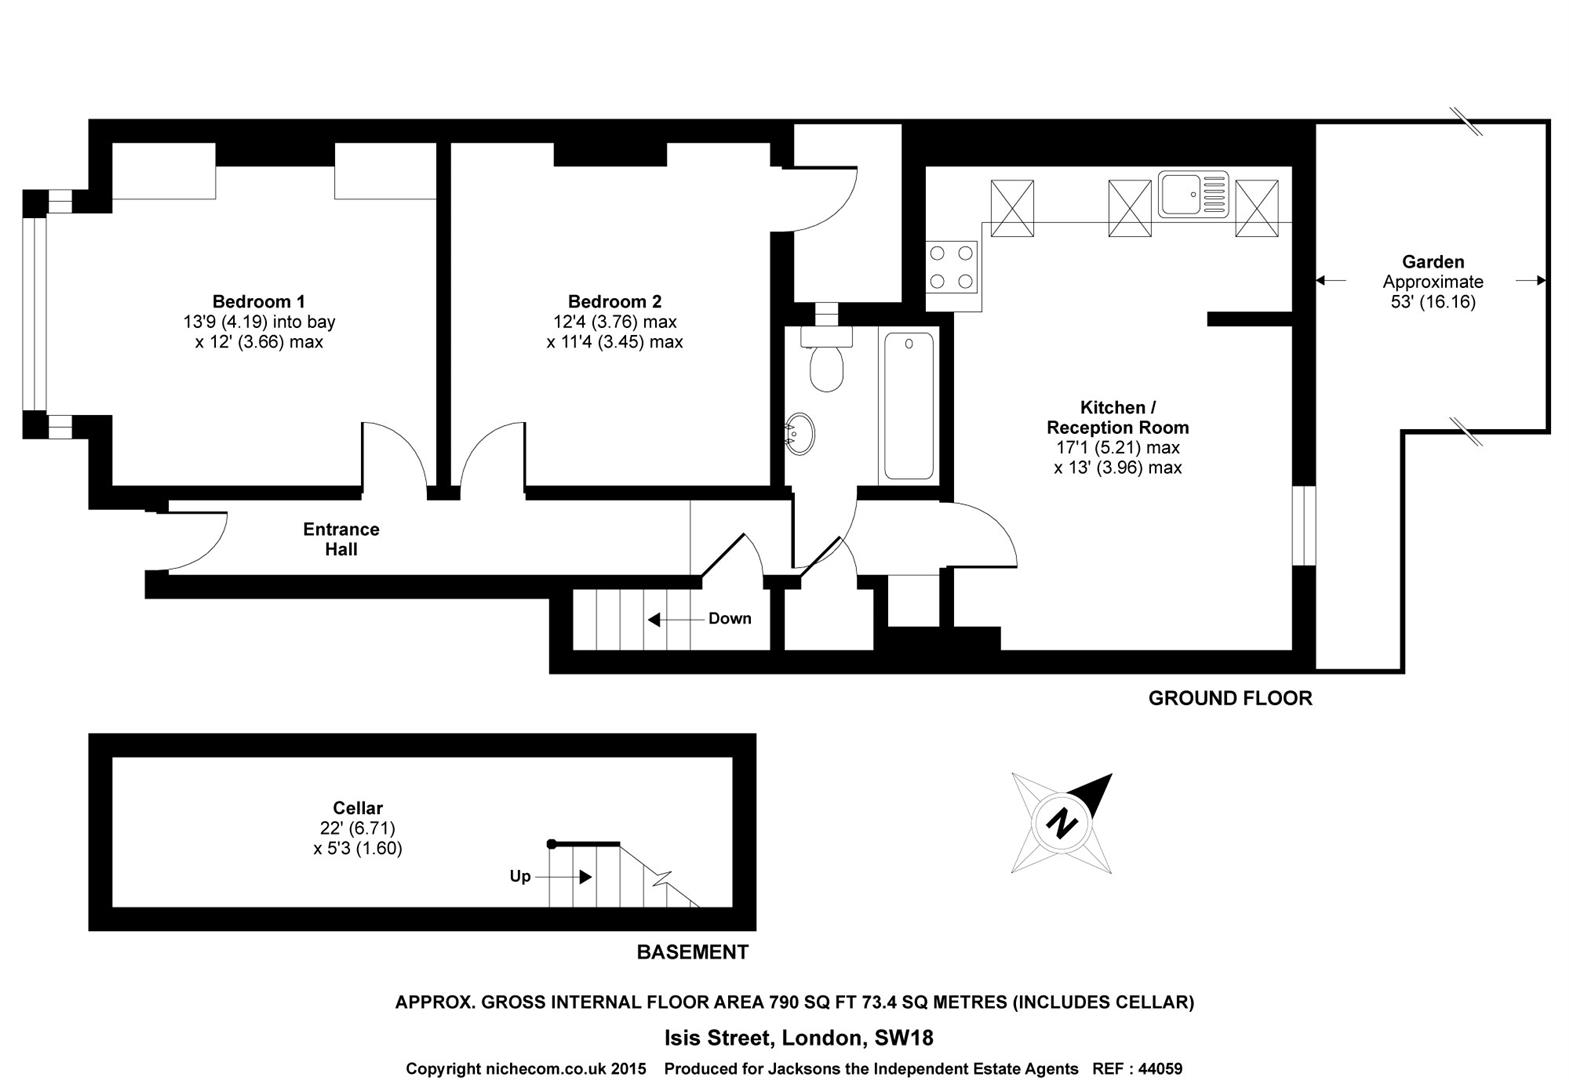 Bedroom 1
13'9 (4.19) into bay
x 12' (3.66) max
Bedroom 2
12'4 (3.76) max
x 11'4 (3.45) max
Garden
Approximate
53' (16.16)
Kitchen /
Reception Room
17'1 (5.21) max
x 13' (3.96) max
Entrance
Hall
Down
GROUND FLOOR
Cellar
22' (6.71)
x 5'3 (1.60)
Up
N
BASEMENT
APPROX. GROSS INTERNAL FLOOR AREA 790 SQ FT 73.4 SQ METRES (INCLUDES CELLAR)
Isis Street, London, SW18
Copyright nichecom.co.uk 2015 Produced for Jacksons the Independent Estate Agents REF : 44059